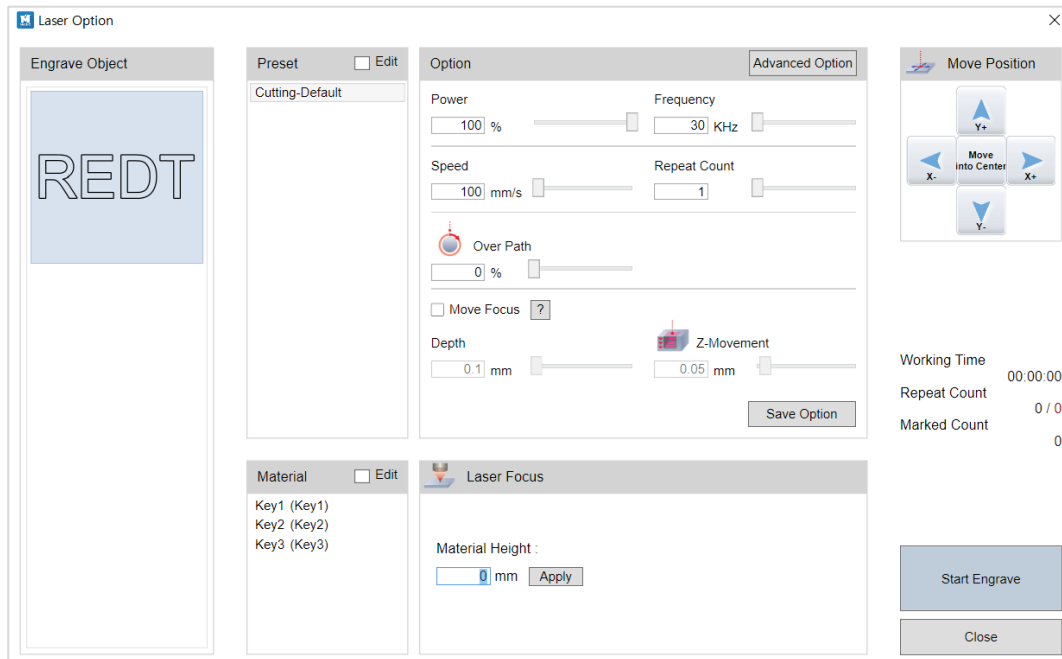 Laser Option
Engrave Object
REDT
Preset
Edit
Cutting-Default
Option
Advanced Option
Power
100 %
Frequency
30 KHz
Speed
100 mm/s
Repeat Count
1
Over Path
0 %
Move Focus ?
Depth
0.1 mm
Z-Movement
0.05 mm
Save Option
Material
Edit
Key1 (Key1)
Key2 (Key2)
Key3 (Key3)
Laser Focus
Material Height :
0 mm Apply
Move Position
Y+
X-
Move
into Center
X+
Y-
Working Time
00:00:00
Repeat Count
0 / 0
Marked Count
0
Start Engrave
Close